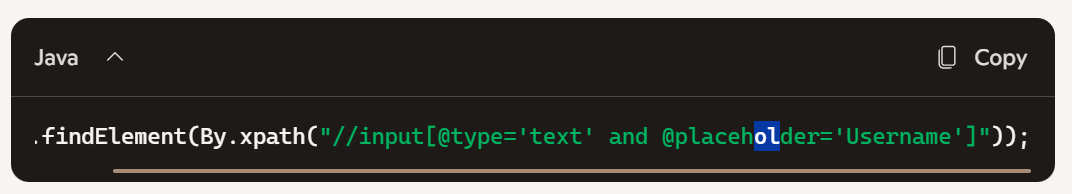 Java
Copy
.findElement(By.xpath("//input[@type='text' and @placeholder='Username']"));